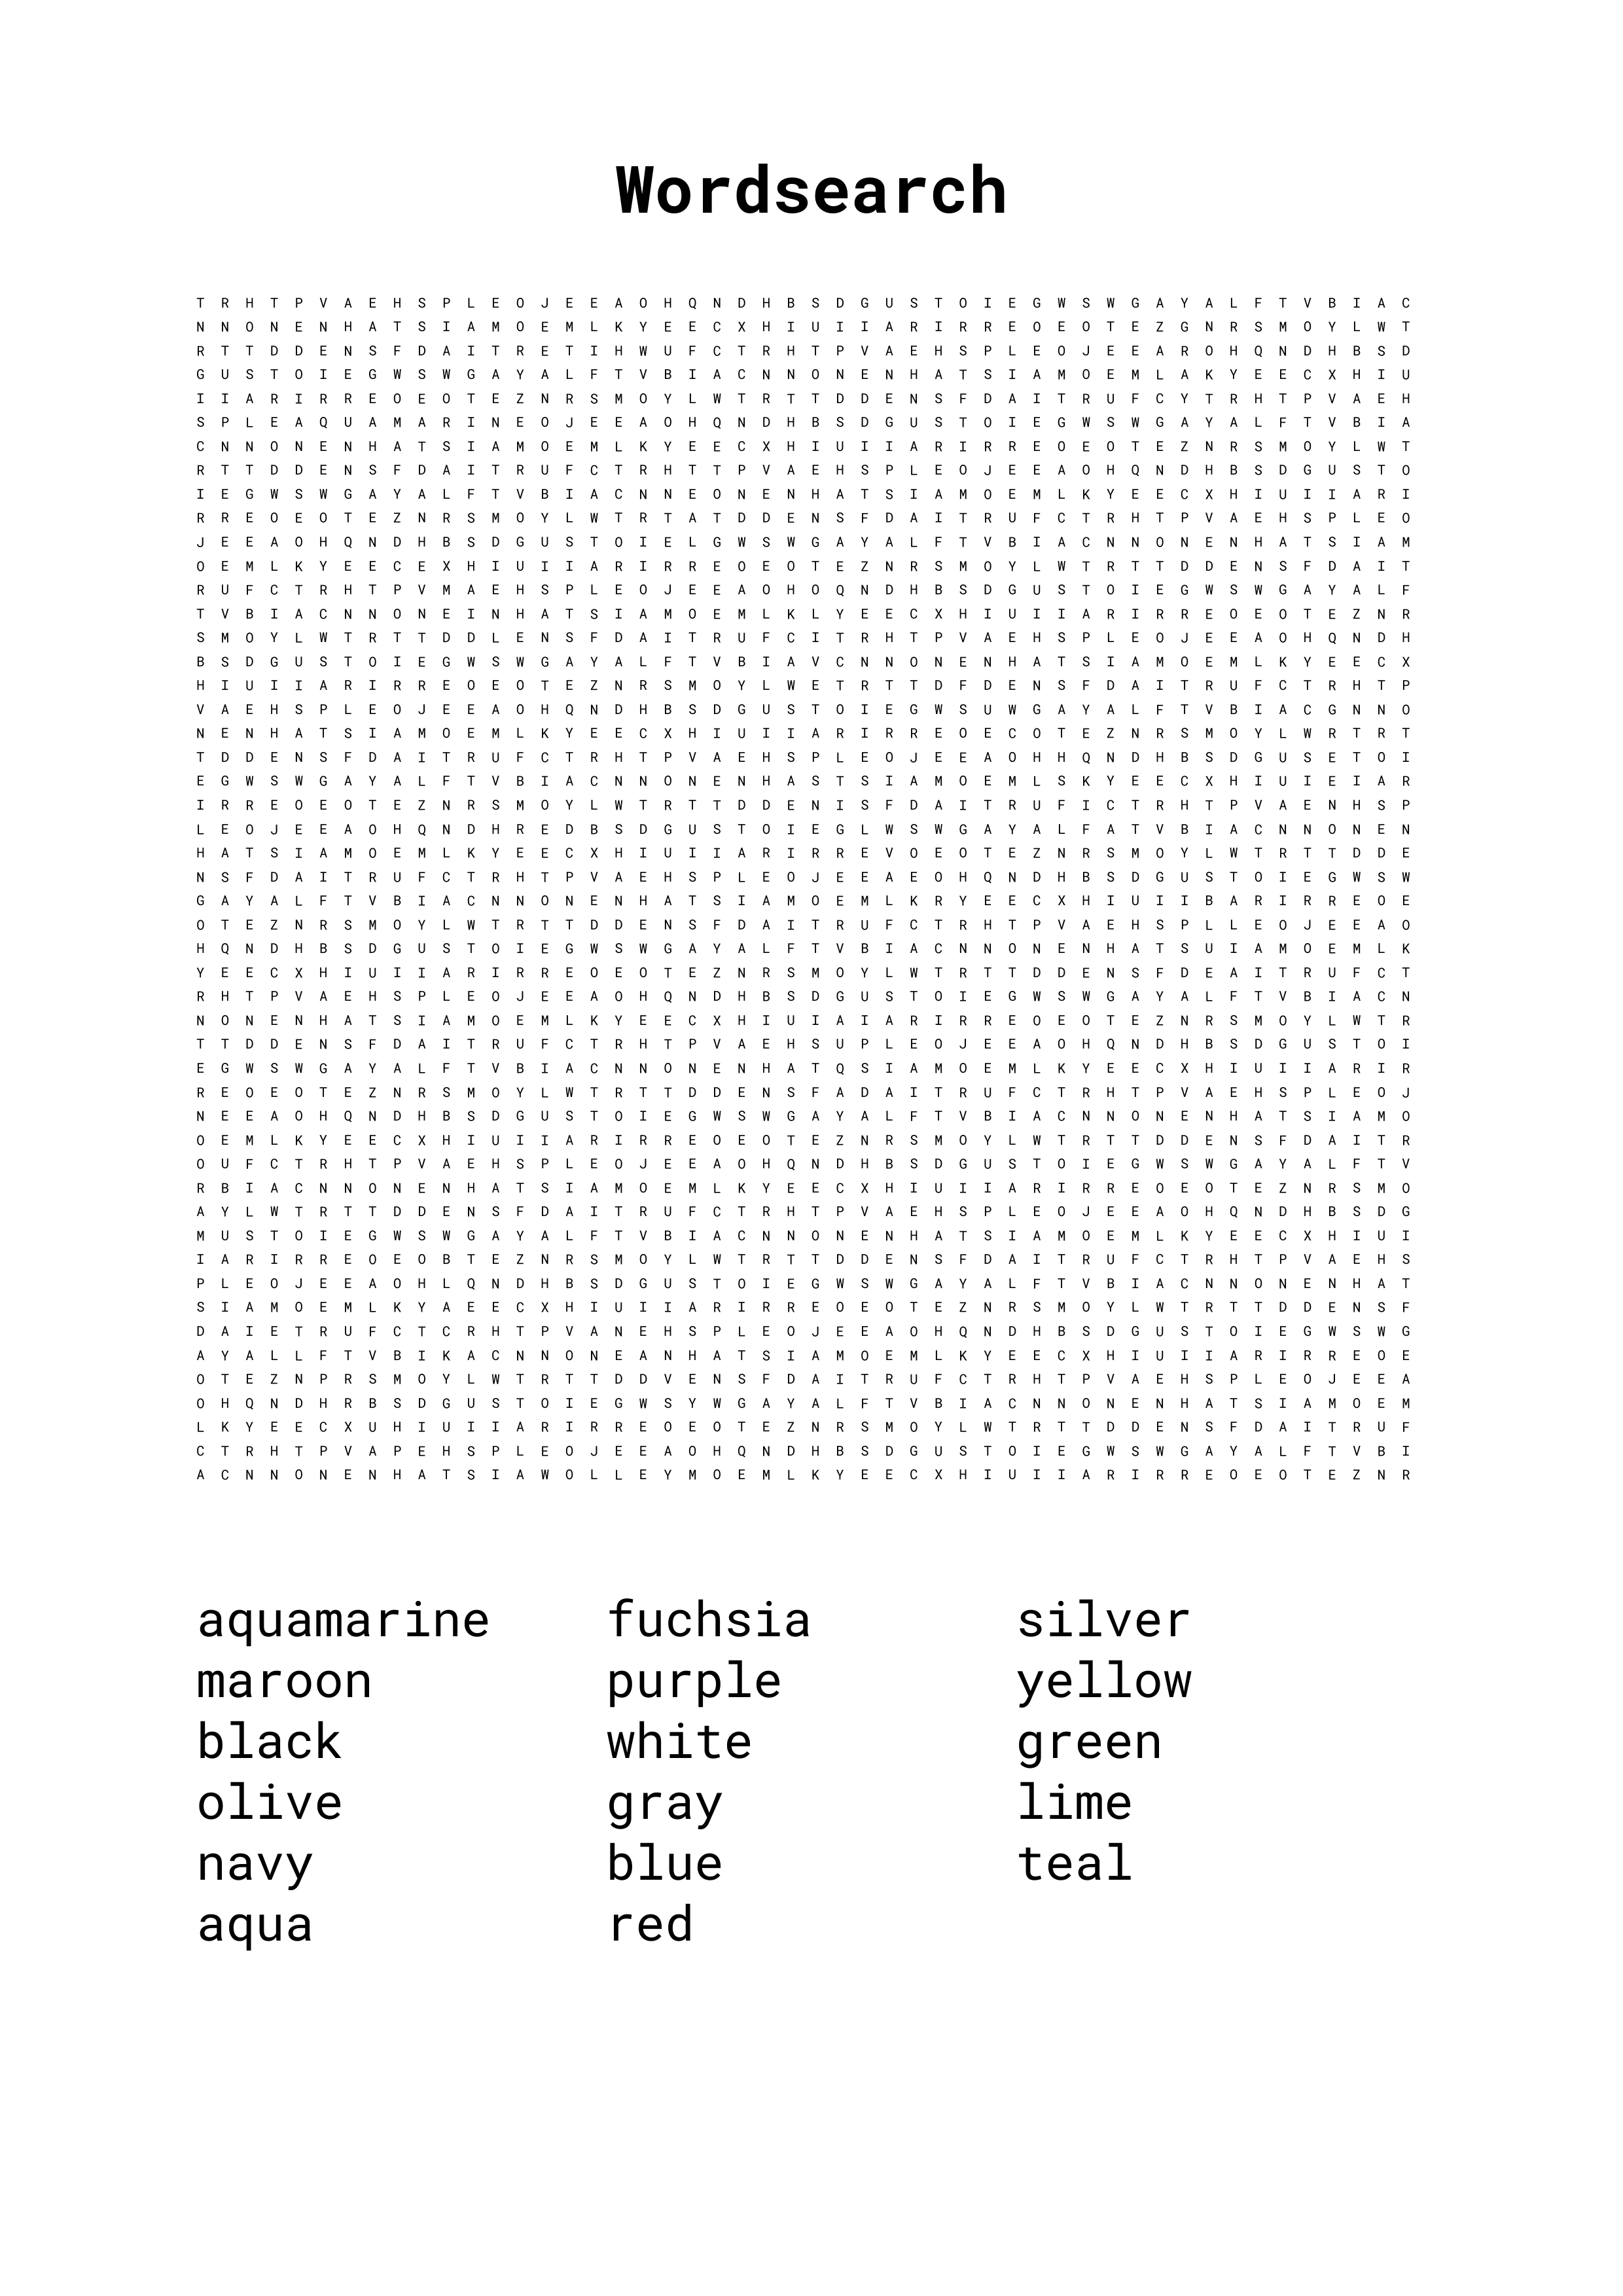 Wordsearch
T R H T P V A E H S P L E O J E E A O H Q N D H B S D G U S T O I E G W S W G A Y A L F T V B I A C
N N O N E N H A T S I A M O E M L K Y E E C X H I U I I A R I R R E O E O T E Z G N R S M O Y L W T
R T T D D E N S F D A I T R E T I H W U F C T R H T P V A E H S P L E O J E E A R O H Q N D H B S D
G U S T O I E G W S W G A Y A L F T V B I A C N N O N E N H A T S I A M O E M L A K Y E E C X H I U
I I A R I R R E O E O T E Z N R S M O Y L W T R T T D D E N S F D A I T R U F C Y T R H T P V A E H
S P L E A Q U A M A R I N E O J E E A O H Q N D H B S D G U S T O I E G W S W G A Y A L F T V B I A
C N N O N E N H A T S I A M O E M L K Y E E C X H I U I I A R I R R E O E O T E Z N R S M O Y L W T
R T T D D E N S F D A I T R U F C T R H T T P V A E H S P L E O J E E A O H Q N D H B S D G U S T O
I E G W S W G A Y A L F T V B I A C N N E O N E N H A T S I A M O E M L K Y E E C X H I U I I A R I
R R E O E O T E Z N R S M O Y L W T R T A T D D E N S F D A I T R U F C T R H T P V A E H S P L E O
J E E A O H Q N D H B S D G U S T O I E L G W S W G A Y A L F T V B I A C N N O N E N H A T S I A M
O E M L K Y E E C E X H I U I I A R I R R E O E O T E Z N R S M O Y L W T R T T D D E N S F D A I T
R U F C T R H T P V M A E H S P L E O J E E A O H O Q N D H B S D G U S T O I E G W S W G A Y A L F
T V B I A C N N O N E I N H A T S I A M O E M L K L Y E E C X H I U I I A R I R R E O E O T E Z N R
S M O Y L W T R T T D D L E N S F D A I T R U F C I T R H T P V A E H S P L E O J E E A O H Q N D H
B S D G U S T O I E G W S W G A Y A L F T V B I A V C N N O N E N H A T S I A M O E M L K Y E E C X
H I U I I A R I R R E O E O T E Z N R S M O Y L W E T R T T D F D E N S F D A I T R U F C T R H T P
V A E H S P L E O J E E A O H Q N D H B S D G U S T O I E G W S U W G A Y A L F T V B I A C G N N O
N E N H A T S I A M O E M L K Y E E C X H I U I I A R I R R E O E C O T E Z N R S M O Y L W R T R T
T D D E N S F D A I T R U F C T R H T P V A E H S P L E O J E E A O H H Q N D H B S D G U S E T O I
E G W S W G A Y A L F T V B I A C N N O N E N H A S T S I A M O E M L S K Y E E C X H I U I E I A R
I R R E O E O T E Z N R S M O Y L W T R T T D D E N I S F D A I T R U F I C T R H T P V A E N H S P
L E O J E E A O H Q N D H R E D B S D G U S T O I E G L W S W G A Y A L F A T V B I A C N N O N E N
H A T S I A M O E M L K Y E E C X H I U I I A R I R R E V O E O T E Z N R S M O Y L W T R T T D D E
N S F D A I T R U F C T R H T P V A E H S P L E O J E E A E O H Q N D H B S D G U S T O I E G W S W
G A Y A L F T V B I A C N N O N E N H A T S I A M O E M L K R Y E E C X H I U I I B A R I R R E O E
O T E Z N R S M O Y L W T R T T D D E N S F D A I T R U F C T R H T P V A E H S P L L E O J E E A O
H Q N D H B S D G U S T O I E G W S W G A Y A L F T V B I A C N N O N E N H A T S U I A M O E M L K
Y E E C X H I U I I A R I R R E O E O T E Z N R S M O Y L W T R T T D D E N S F D E A I T R U F C T
R H T P V A E H S P L E O J E E A O H Q N D H B S D G U S T O I E G W S W G A Y A L F T V B I A C N
N O N E N H A T S I A M O E M L K Y E E C X H I U I A I A R I R R E O E O T E Z N R S M O Y L W T R
T T D D E N S F D A I T R U F C T R H T P V A E H S U P L E O J E E A O H Q N D H B S D G U S T O I
E G W S W G A Y A L F T V B I A C N N O N E N H A T Q S I A M O E M L K Y E E C X H I U I I A R I R
R E O E O T E Z N R S M O Y L W T R T T D D E N S F A D A I T R U F C T R H T P V A E H S P L E O J
N E E A O H Q N D H B S D G U S T O I E G W S W G A Y A L F T V B I A C N N O N E N H A T S I A M O
O E M L K Y E E C X H I U I I A R I R R E O E O T E Z N R S M O Y L W T R T T D D E N S F D A I T R
O U F C T R H T P V A E H S P L E O J E E A O H Q N D H B S D G U S T O I E G W S W G A Y A L F T V
R B I A C N N O N E N H A T S I A M O E M L K Y E E C X H I U I I A R I R R E O E O T E Z N R S M O
A Y L W T R T T D D E N S F D A I T R U F C T R H T P V A E H S P L E O J E E A O H Q N D H B S D G
M U S T O I E G W S W G A Y A L F T V B I A C N N O N E N H A T S I A M O E M L K Y E E C X H I U I
I A R I R R E O E O B T E Z N R S M O Y L W T R T T D D E N S F D A I T R U F C T R H T P V A E H S
P L E O J E E A O H L Q N D H B S D G U S T O I E G W S W G A Y A L F T V B I A C N N O N E N H A T
S I A M O E M L K Y A E E C X H I U I I A R I R R E O E O T E Z N R S M O Y L W T R T T D D E N S F
D A I E T R U F C T C R H T P V A N E H S P L E O J E E A O H Q N D H B S D G U S T O I E G W S W G
A Y A L L F T V B I K A C N N O N E A N H A T S I A M O E M L K Y E E C X H I U I I A R I R R E O E
O T E Z N P R S M O Y L W T R T T D D V E N S F D A I T R U F C T R H T P V A E H S P L E O J E E A
O H Q N D H R B S D G U S T O I E G W S Y W G A Y A L F T V B I A C N N O N E N H A T S I A M O E M
L K Y E E C X U H I U I I A R I R R E O E O T E Z N R S M O Y L W T R T T D D E N S F D A I T R U F
C T R H T P V A P E H S P L E O J E E A O H Q N D H B S D G U S T O I E G W S W G A Y A L F T V B I
A C N N O N E N H A T S I A W O L L E Y M O E M L K Y E E C X H I U I I A R I R R E O E O T E Z N R
aquamarine fuchsia silver
maroon purple yellow
black white green
olive gray lime
navy blue teal
aqua red